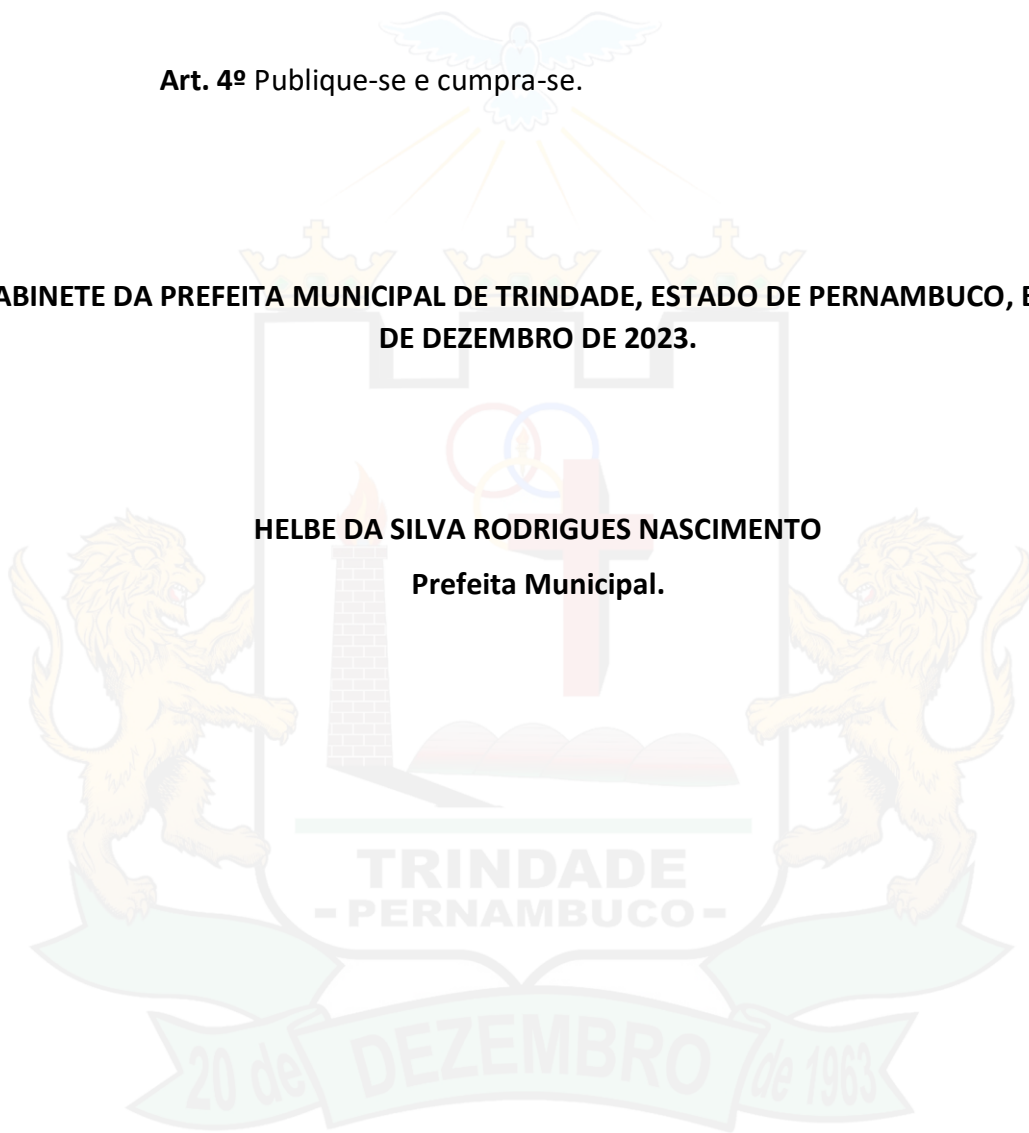 Art. 4º Publique-se e cumpra-se.
ABINETE DA PREFEITA MUNICIPAL DE TRINDADE, ESTADO DE PERNAMBUCO, E
DE DEZEMBRO DE 2023.
HELBE DA SILVA RODRIGUES NASCIMENTO
Prefeita Municipal.
TRINDADE
- PERNAMBUCO -
20 de DEZEMBRO de 1963